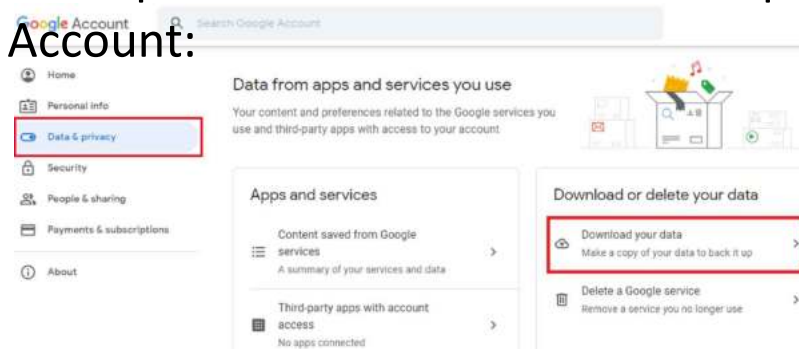 Google Account
Search Google Account
Account:
Home
Personal info
Data & privacy
Security
People & sharing
Payments & subscriptions
About
Data from apps and services you use
Your content and preferences related to the Google services you
use and third-party apps with access to your account
Apps and services
Content saved from Google
services
A summary of your services and data
Third-party apps with account
access
No apps connected
Download or delete your data
Download your data
Make a copy of your data to back it up
Delete a Google service
Remove a service you no longer use